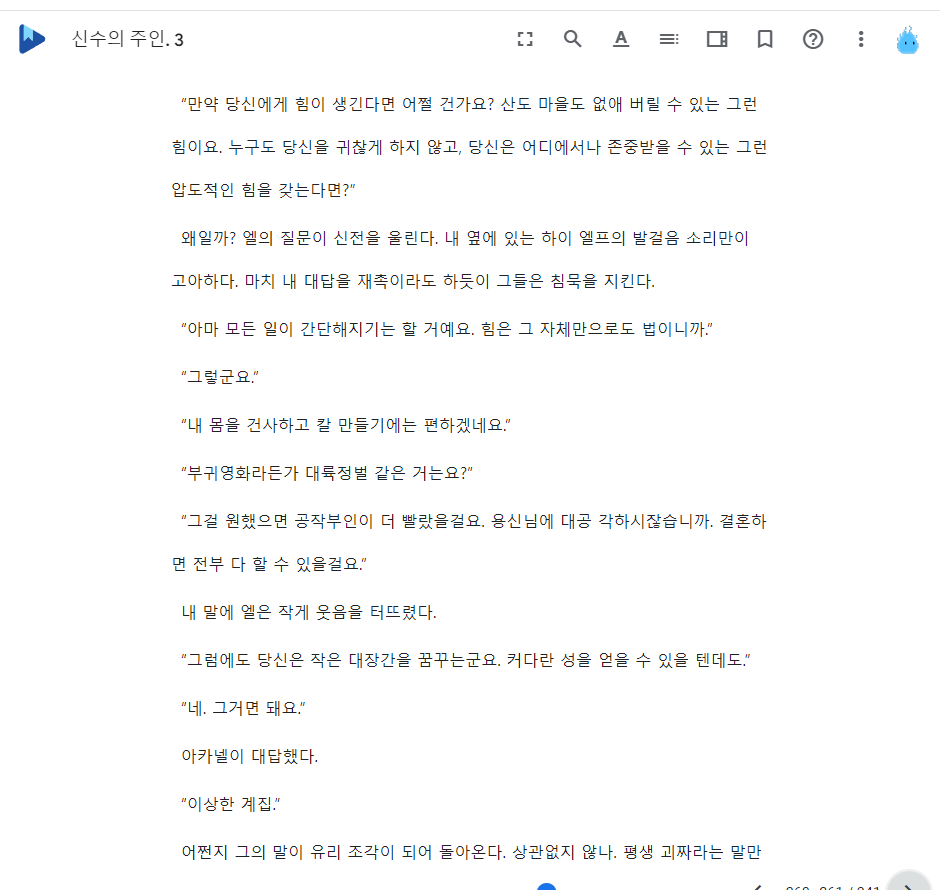 신수의 주인. 3
"만약 당신에게 힘이 생긴다면 어쩔 건가요? 산도 마을도 없애 버릴 수 있는 그런
힘이요. 누구도 당신을 귀찮게 하지 않고, 당신은 어디에서나 존중받을 수 있는 그런
압도적인 힘을 갖는다면?"
왜일까? 엘의 질문이 신전을 울린다. 내 옆에 있는 하이 엘프의 발걸음 소리만이
고아하다. 마치 내 대답을 재촉이라도 하듯이 그들은 침묵을 지킨다.
"아마 모든 일이 간단해지기는 할 거예요. 힘은 그 자체만으로도 법이니까."
"그렇군요."
"내 몸을 건사하고 칼 만들기에는 편하겠네요."
"부귀영화라든가 대륙정벌 같은 거는요?"
"그걸 원했으면 공작부인이 더 빨랐을걸요. 용신님에 대공 각하시잖습니까. 결혼하
면 전부 다 할 수 있을걸요."
내 말에 엘은 작게 웃음을 터뜨렸다.
"그럼에도 당신은 작은 대장간을 꿈꾸는군요. 커다란 성을 얻을 수 있을 텐데도."
"네. 그거면 돼요."
아카넬이 대답했다.
"이상한 계집."
어쩐지 그의 말이 유리 조각이 되어 돌아온다. 상관없지 않나. 평생 괴짜라는 말만